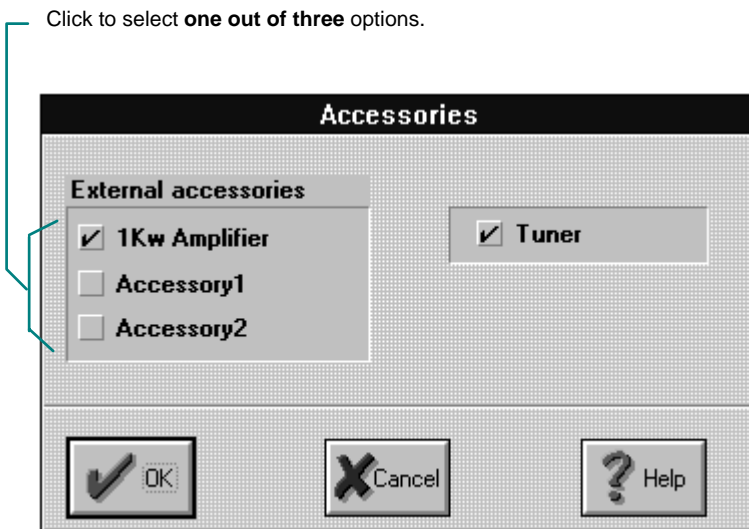 Click to select one out of three options.
Accessories
External accessories
1Kw Amplifier
Tuner
Accessory1
Accessory2
OK
Cancel
Help